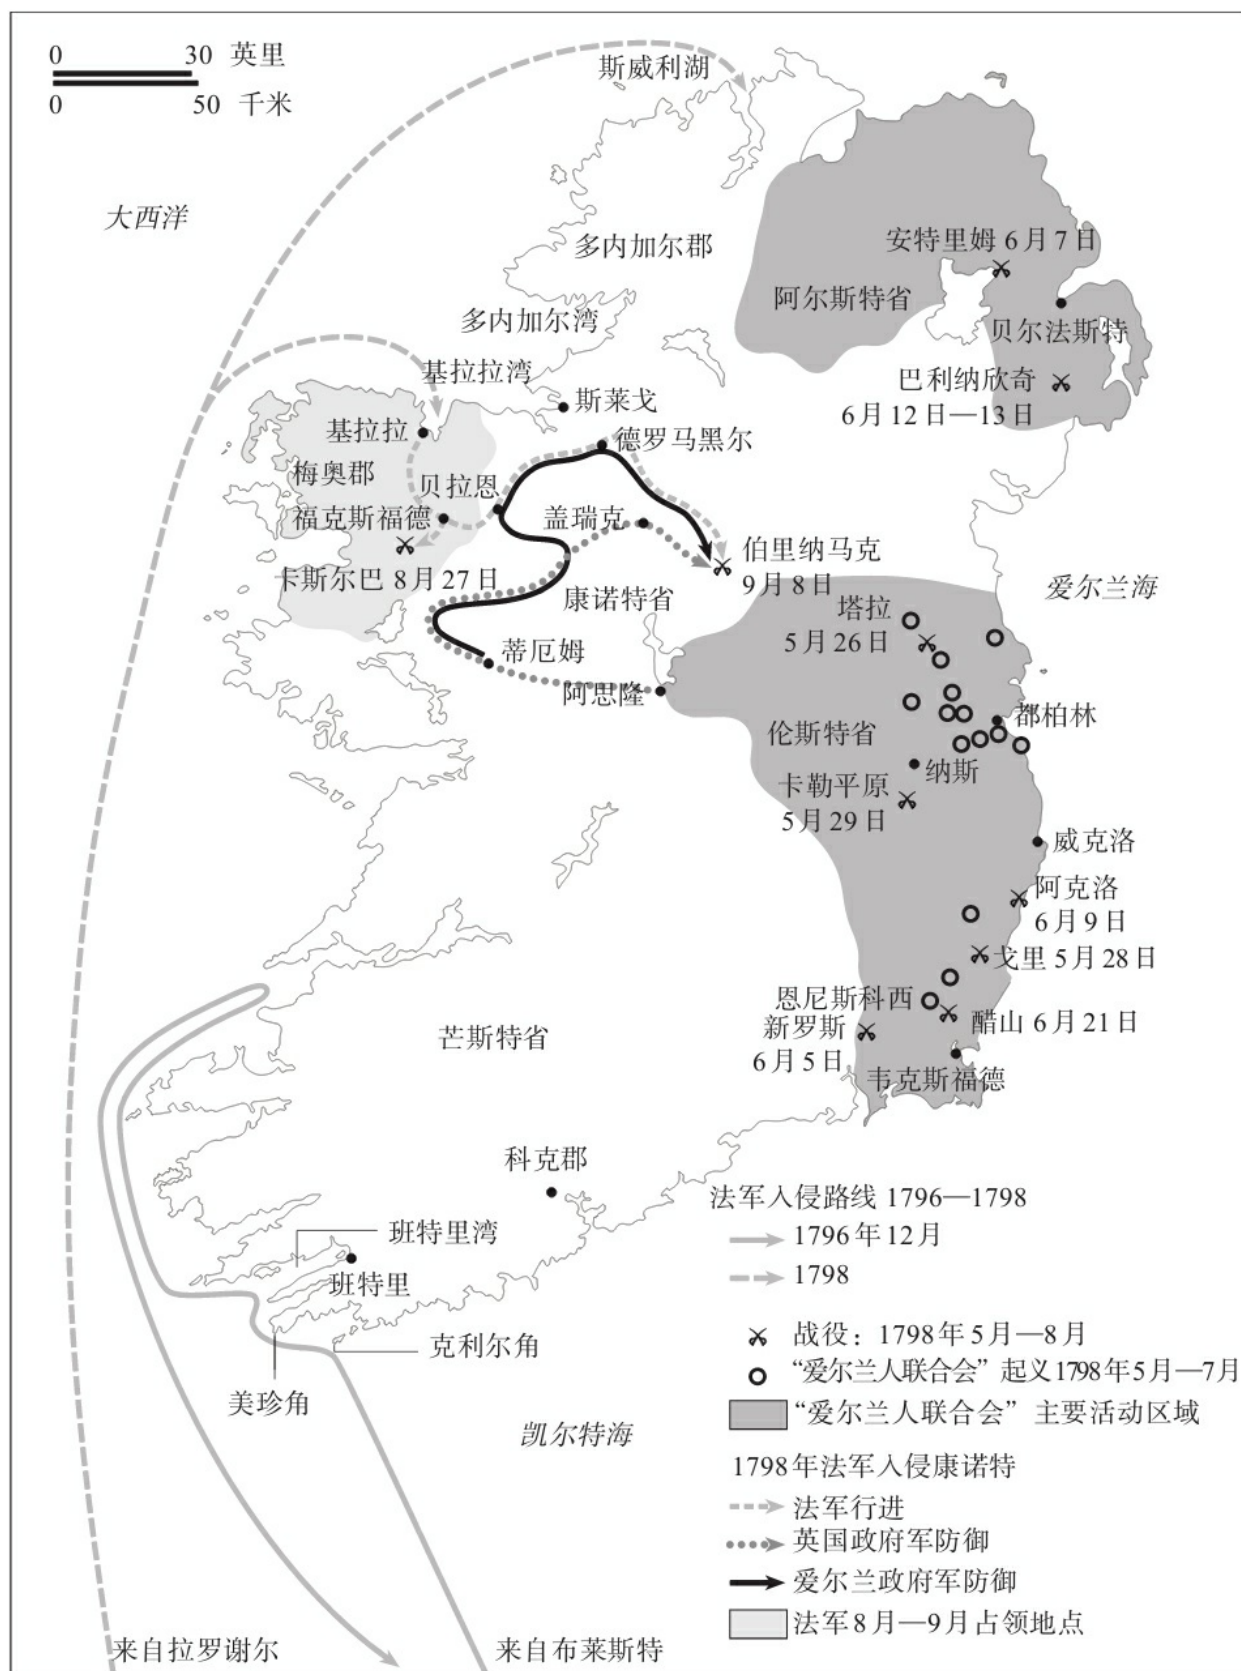 0 30 英里
0 50 千米
斯威利湖
大西洋
多内加尔郡
安特里姆 6月7日
阿尔斯特省
多内加尔湾
贝尔法斯特
基拉拉湾
巴利纳欣奇
6月12日—13日
斯莱戈
基拉拉
德罗马黑尔
梅奥郡
贝拉恩
福克斯福德
盖瑞克
伯里纳马克
9月8日
卡斯尔巴 8月27日
康诺特省
爱尔兰海
塔拉
5月26日
蒂厄姆
阿思隆
都柏林
伦斯特省
纳斯
卡勒平原
5月29日
威克洛
阿克洛
6月9日
戈里 5月28日
恩尼斯科西
新罗斯
6月5日
醋山 6月21日
芒斯特省
韦克斯福德
科克郡
班特里湾
班特里
克利尔角
美珍角
凯尔特海
来自拉罗谢尔
来自布莱斯特
法军入侵路线 1796—1798
1796年12月
1798
战役：1798年5月—8月
“爱尔兰人联合会”起义1798年5月—7月
“爱尔兰人联合会” 主要活动区域
1798年法军入侵康诺特
法军行进
英国政府军防御
爱尔兰政府军防御
法军8月—9月占领地点